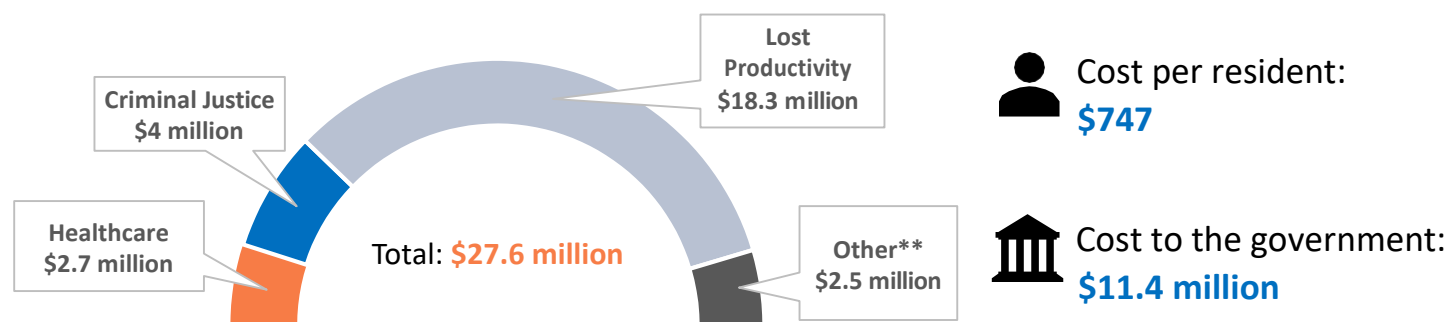 Lost
Productivity
$18.3 million
Criminal Justice
$4 million
Healthcare
$2.7 million
Total: $27.6 million
Other**
$2.5 million
Cost per resident:
$747
Cost to the government:
$11.4 million